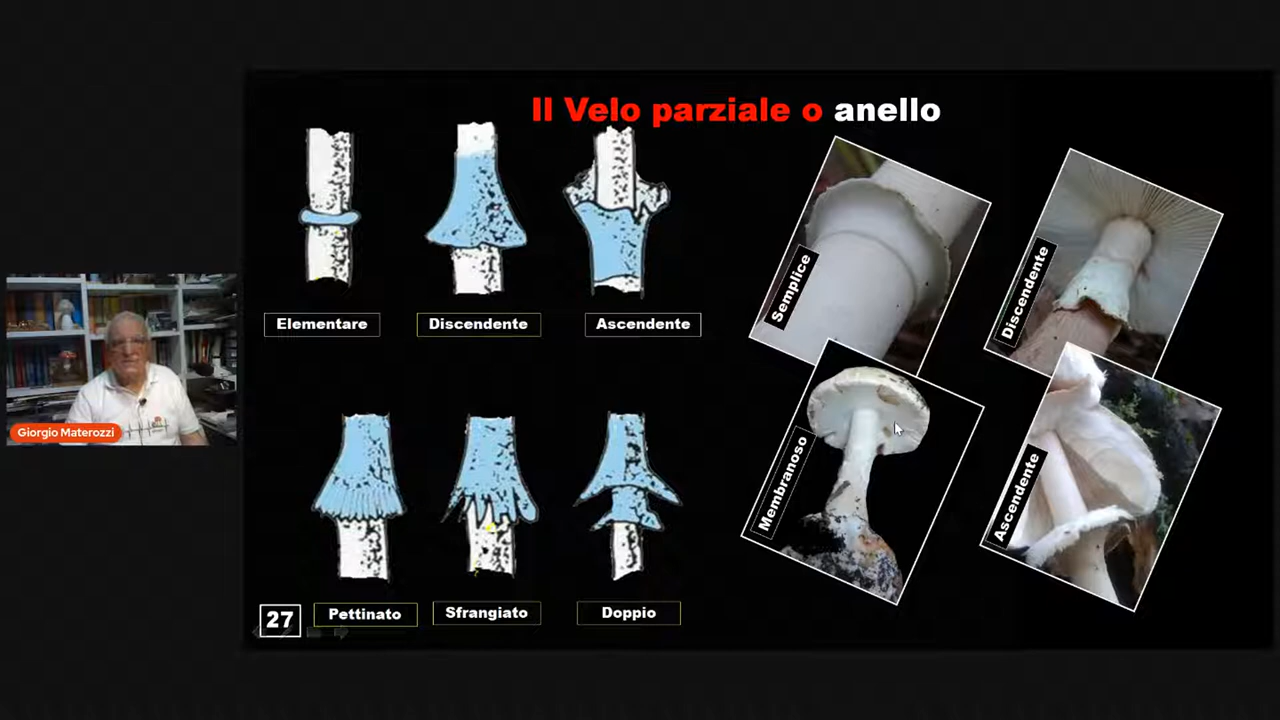 Il Velo parziale o anello
Elementare
Discendente
Ascendente
Pettinato
Sfrangiato
Doppio
Semplice
Discendente
Membranoso
Ascendente
27
Giorgio Materozzi